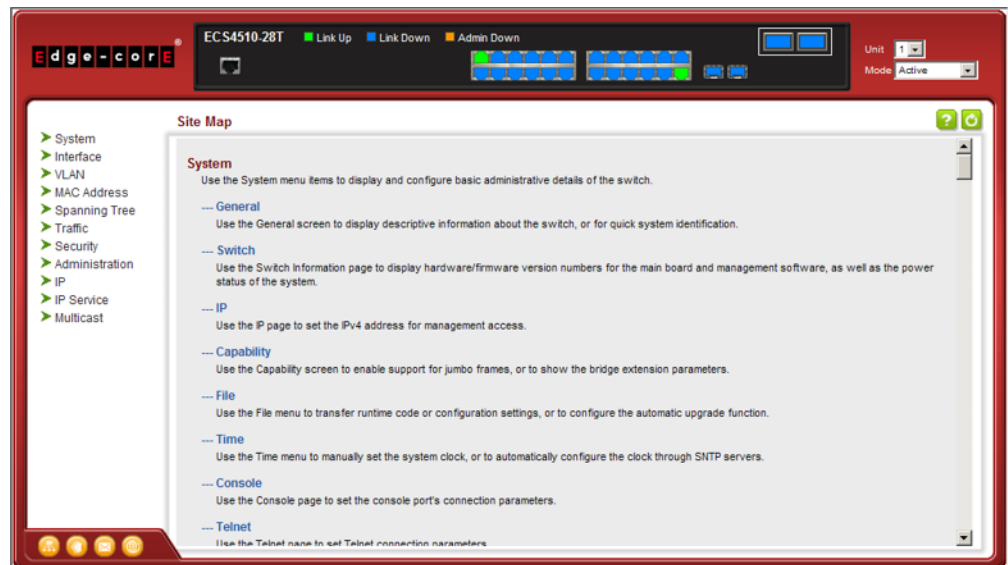 Edge-corE®
ECS4510-28T Link Up Link Down Admin Down
Unit 1
Mode Active
Site Map
System
Interface
VLAN
MAC Address
Spanning Tree
Traffic
Security
Administration
IP
IP Service
Multicast
System
Use the System menu items to display and configure basic administrative details of the switch.
--- General
Use the General screen to display descriptive information about the switch, or for quick system identification.
--- Switch
Use the Switch Information page to display hardware/firmware version numbers for the main board and management software, as well as the power
status of the system.
--- IP
Use the IP page to set the IPv4 address for management access.
--- Capability
Use the Capability screen to enable support for jumbo frames, or to show the bridge extension parameters.
--- File
Use the File menu to transfer runtime code or configuration settings, or to configure the automatic upgrade function.
--- Time
Use the Time menu to manually set the system clock, or to automatically configure the clock through SNTP servers.
--- Console
Use the Console page to set the console port's connection parameters.
--- Telnet
Use the Telnet page to set Telnet connection parameters